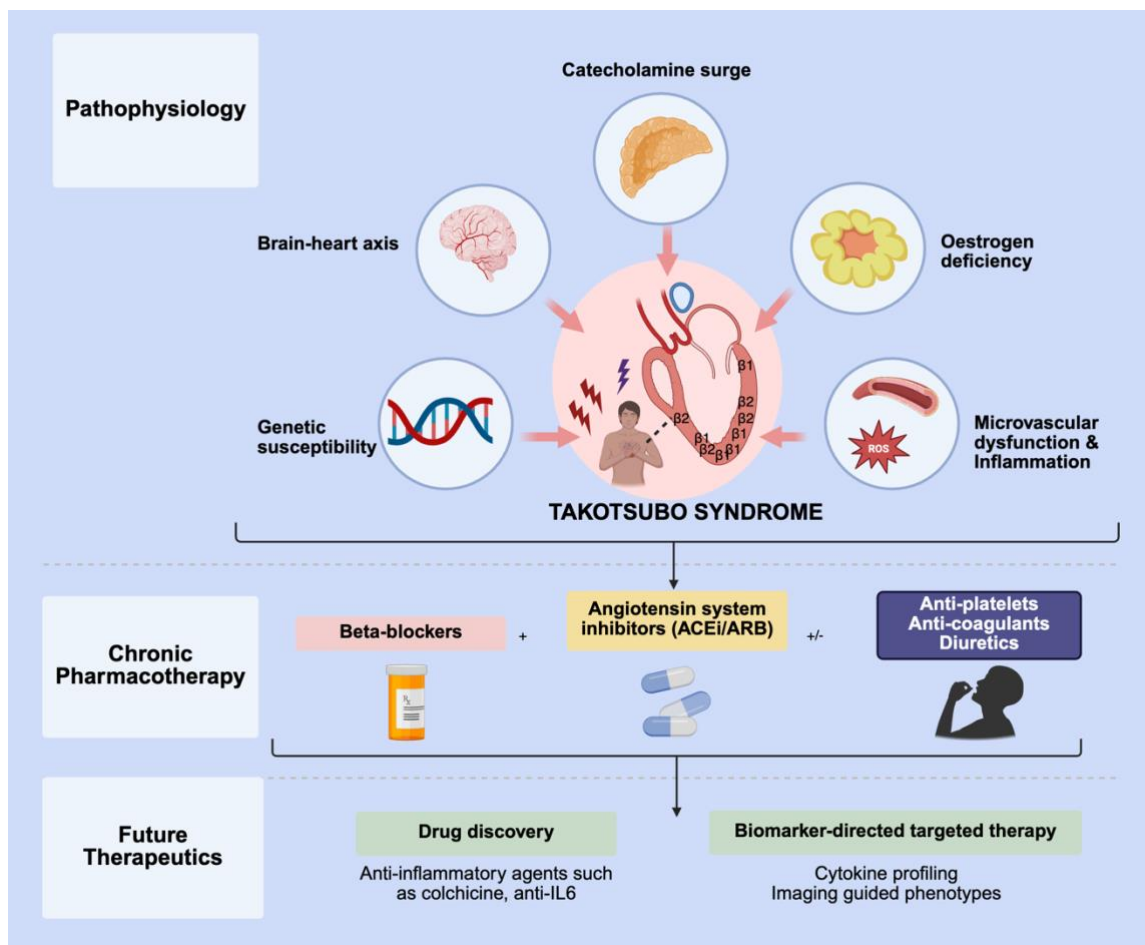 Pathophysiology
Catecholamine surge
Brain-heart axis
Oestrogen
deficiency
Genetic
susceptibility
Microvascular
dysfunction &
Inflammation
ROS
β1
β2
β2
β2
β1
β1
β2
β1
β1
TAKOTSUBO SYNDROME
Chronic
Pharmacotherapy
Beta-blockers
+
Angiotensin system
inhibitors (ACEi/ARB)
+/-
Anti-platelets
Anti-coagulants
Diuretics
Rx
Future
Therapeutics
Drug discovery
Anti-inflammatory agents such
as colchicine, anti-IL6
Biomarker-directed targeted therapy
Cytokine profiling
Imaging guided phenotypes